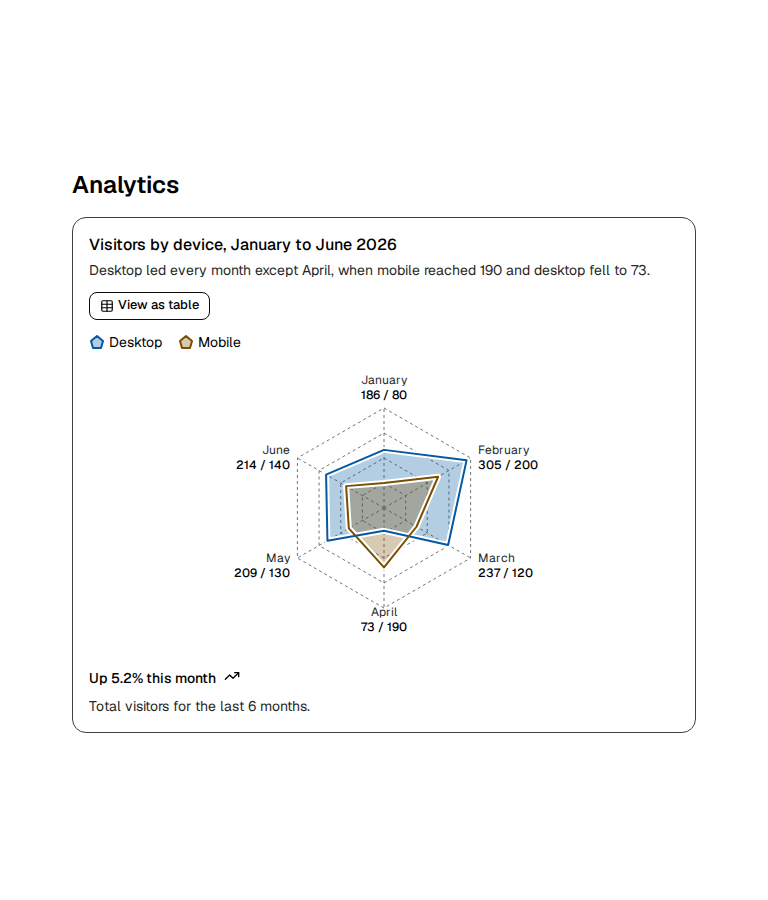 Analytics
Visitors by device, January to June 2026
Desktop led every month except April, when mobile reached 190 and desktop fell to 73.
View as table
Desktop Mobile
January
186 / 80
June
214 / 140
February
305 / 200
May
209 / 130
March
237 / 120
April
73 / 190
Up 5.2% this month
Total visitors for the last 6 months.